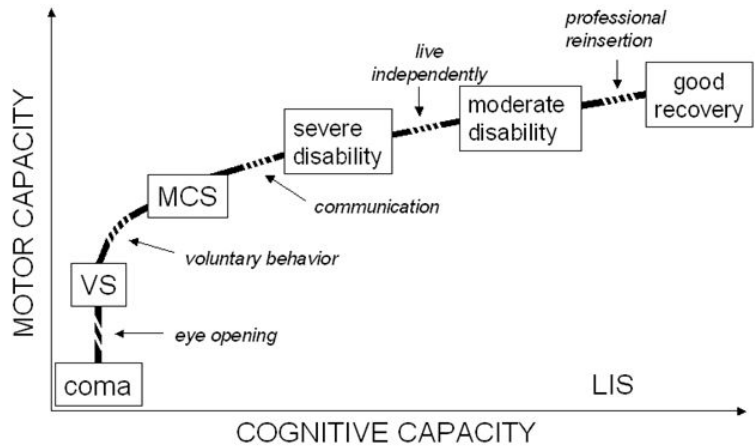 professional
reinsertion
live
independently
good
recovery
moderate
disability
severe
disability
MCS
communication
voluntary behavior
VS
eye opening
coma
LIS
MOTOR CAPACITY
COGNITIVE CAPACITY